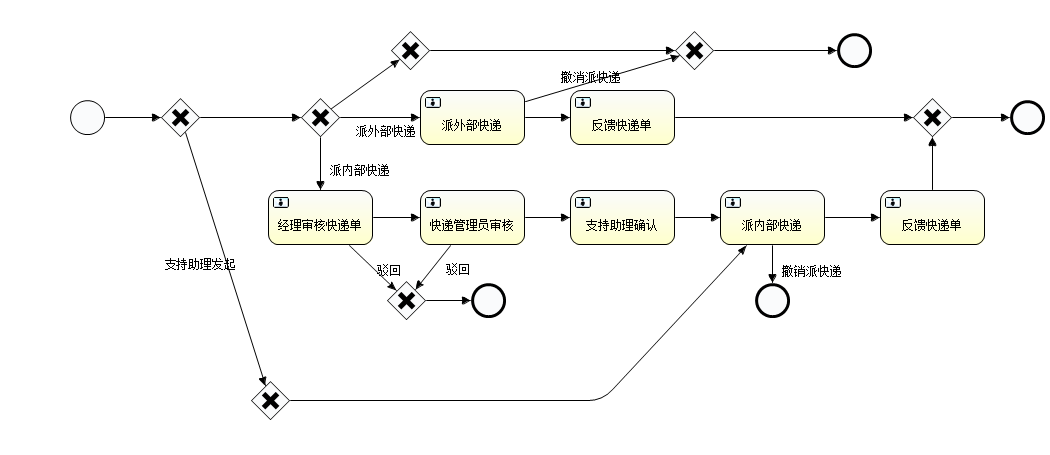 撤消派快递
派外部快递
派外部快递
反馈快递单
派内部快递
经理审核快递单
快递管理员审核
支持助理确认
派内部快递
反馈快递单
支持助理发起
驳回
驳回
撤销派快递